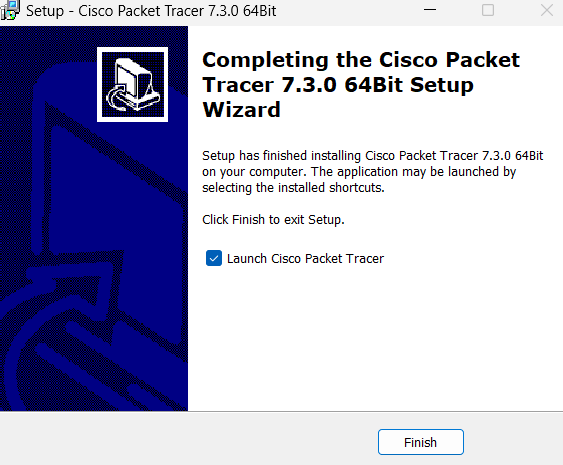 Setup - Cisco Packet Tracer 7.3.0 64Bit
Completing the Cisco Packet
Tracer 7.3.0 64Bit Setup
Wizard
Setup has finished installing Cisco Packet Tracer 7.3.0 64Bit
on your computer. The application may be launched by
selecting the installed shortcuts.
Click Finish to exit Setup.
Launch Cisco Packet Tracer
Finish